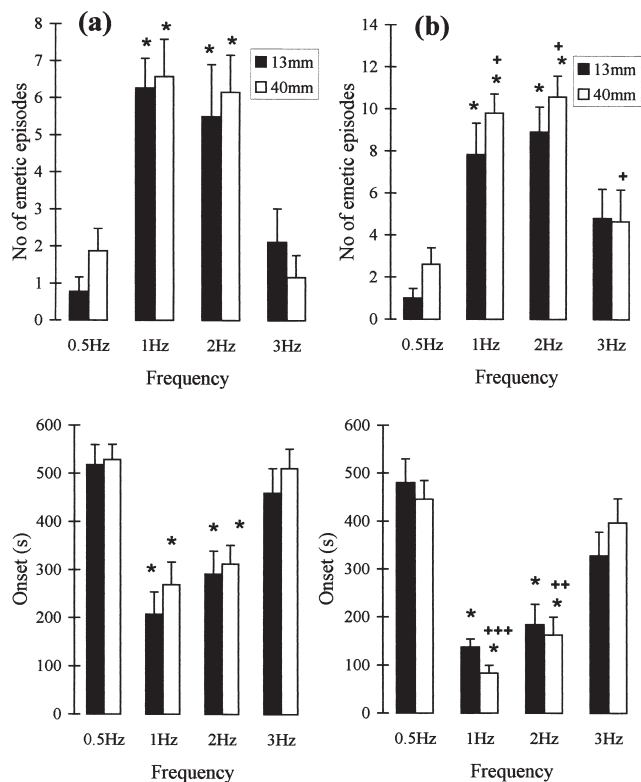 (a)
No of emetic episodes
8
7
6
5
4
3
2
1
0
* * * *
13mm
40mm
0.5Hz 1Hz 2Hz 3Hz
Frequency
(b)
No of emetic episodes
14
12
10
8
6
4
2
0
+ +
* * * *
+
13mm
40mm
0.5Hz 1Hz 2Hz 3Hz
Frequency
Onset (s)
600
500
400
300
200
100
0
* * * *
0.5Hz 1Hz 2Hz 3Hz
Frequency
Onset (s)
600
500
400
300
200
100
0
* ++
* +++ *
*
0.5Hz 1Hz 2Hz 3Hz
Frequency